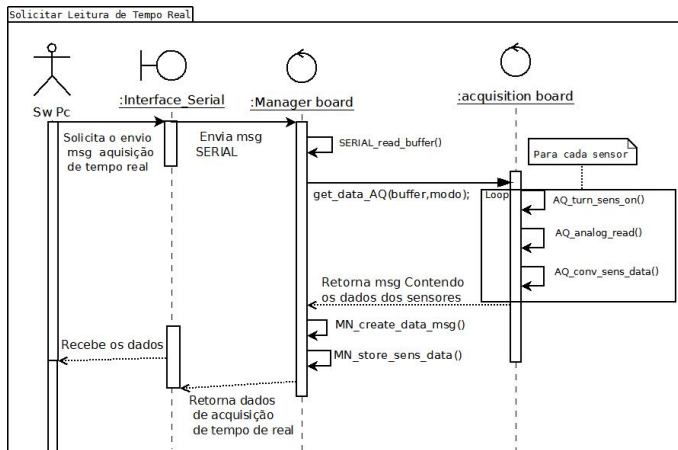 Solicitar Leitura de Tempo Real
Sw Pc
:Interface_Serial
:Manager board
:acquisition board
Solicita o envio
msg aquisição
de tempo real
Envia msg
SERIAL
SERIAL_read_buffer()
Para cada sensor
get_data_AQ(buffer,modo);
Loop
AQ_turn_sens_on()
AQ_analog_read()
AQ_conv_sens_data()
Retorna msg Contendo
os dados dos sensores
MN_create_data_msg()
Recebe os dados
MN_store_sens_data()
Retorna dados
de acquisição
de tempo de real